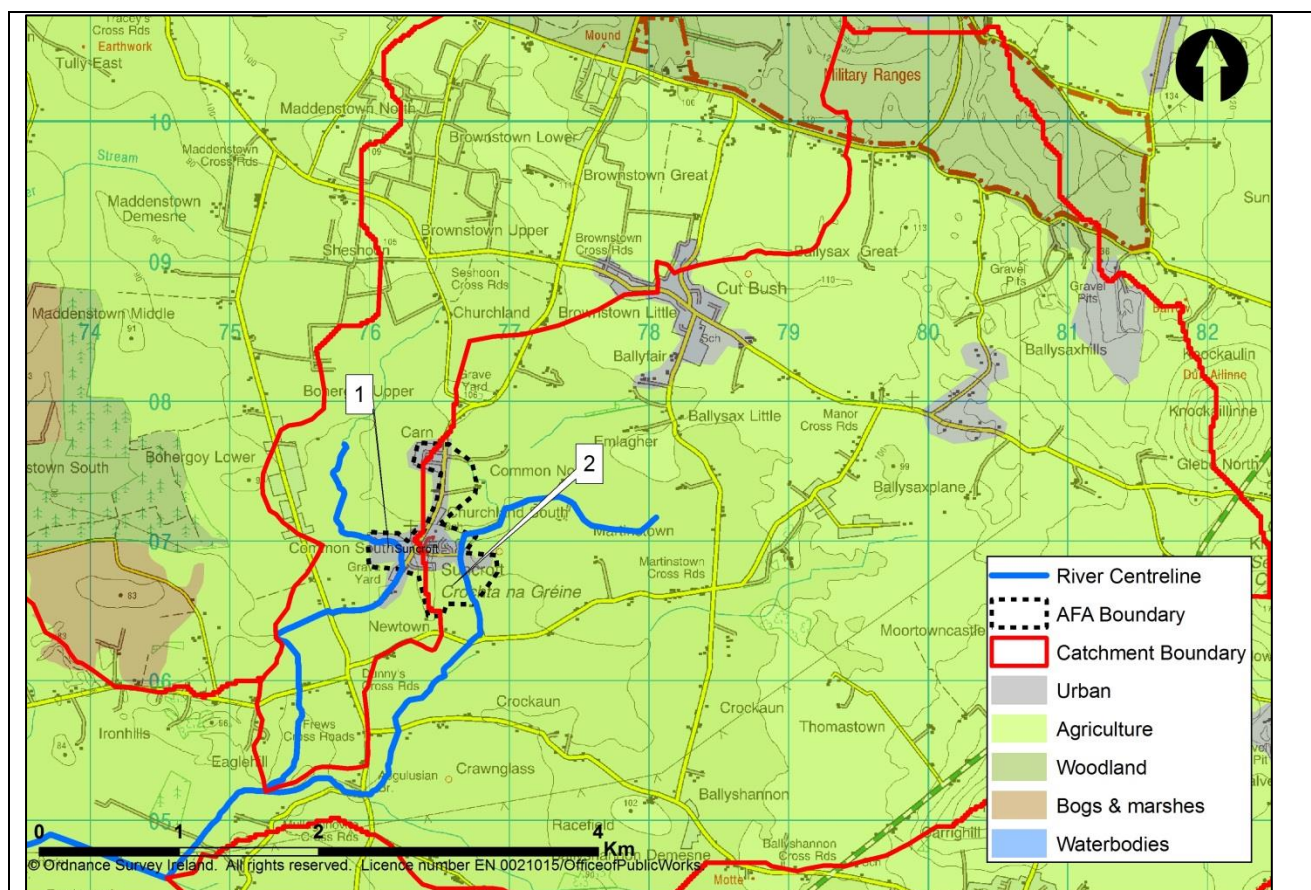 Tracey's
Cross Rds
Earthwork
Tully East
Mound
Military Ranges
Maddenstown North
Maddenstown
Cross Rds
Brownstown Lower
Stream
Brownstown Great
Maddenstown
Demesne
Brownstown Upper
Brownstown
Cross Rds
Sheshoon
Seshoon
Cross Rds
Ballysax Great
Gravel
Pits
Gravel
Pits
Maddenstown Middle
Churchland
Brownstown Little
Cut Bush
Sch
Ballyfair
Ballysaxhills
Knockaulin
Dun Ailinne
Knockaillinne
Grave
Yard
Ballysax Little
Manor
Cross Rds
Carn
Emlagher
Bohergoy Lower
Ballysaxplane
Glebe North
Churchland South
Martinstown
Common South
Suncroft
Grave
Yard
Suncroft
Crochta na Gréine
Martinstown
Cross Rds
Newtown
Moortowncastle
Dunny's
Cross Rds
Crockaun
Crockaun
Thomastown
Ironhills
Frews
Cross Roads
Eaglehill
Crawnglass
Ballyshannon
Racefield
Ballyshannon
Cross Rds
Carrighill
Motte
10
09
08
07
06
05
74
75
76
77
78
79
80
81
82
1
2
River Centreline
AFA Boundary
Catchment Boundary
Urban
Agriculture
Woodland
Bogs & marshes
Waterbodies
0 1 2 4
Km
© Ordnance Survey Ireland. All rights reserved. Licence number EN 0021015/OfficeofPublicWorks